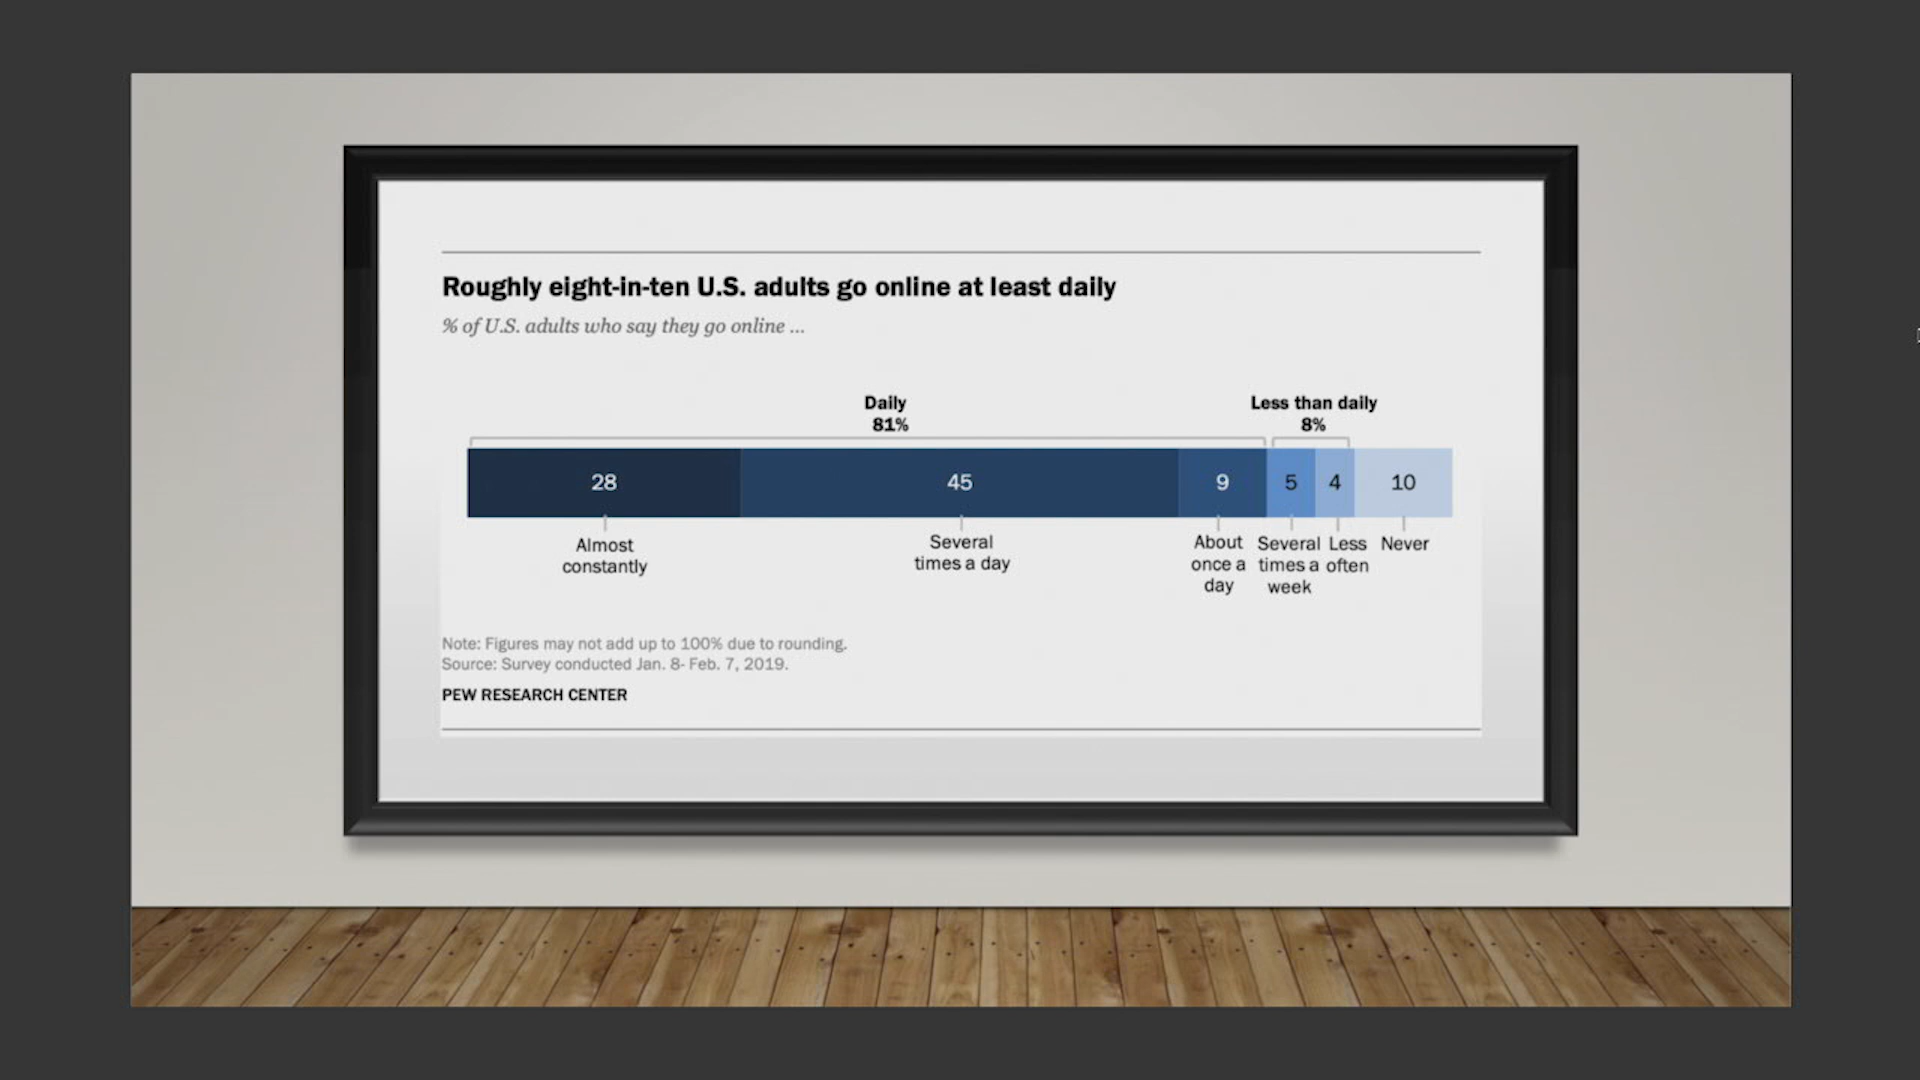 Roughly eight-in-ten U.S. adults go online at least daily
% of U.S. adults who say they go online ...
Daily
81%
Less than daily
8%
28
45
9
5
4
10
Almost
constantly
Several
times a day
About
once a
day
Several
times a
week
Less
often
Never
Note: Figures may not add up to 100% due to rounding.
Source: Survey conducted Jan. 8- Feb. 7, 2019.
PEW RESEARCH CENTER